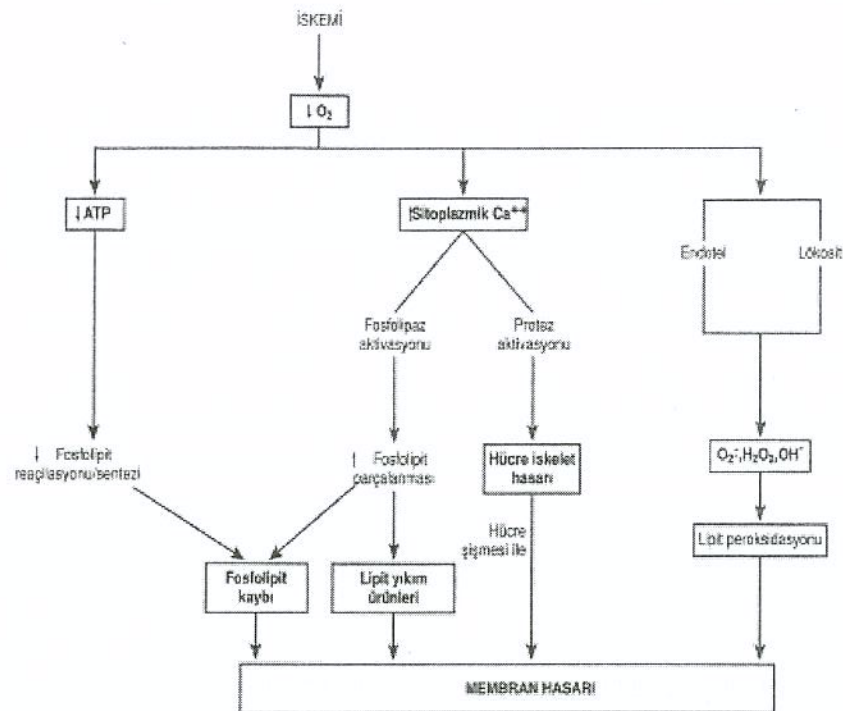 İSKEMİ
↓ O₂
↓ATP
↑Sitoplazmik Ca⁺⁺
Endotel
Lökosit
Fosfolipaz
aktivasyonu
Proteaz
aktivasyonu
↓ Fosfolipit
reaçilasyonu/sentezi
↑ Fosfolipit
parçalanması
Hücre iskelet
hasarı
O₂⁻,H₂O₂,OH⁻
Hücre
şişmesi ile
Lipit peroksidasyonu
Fosfolipit
kaybı
Lipit yıkım
ürünleri
MEMBRAN HASARI